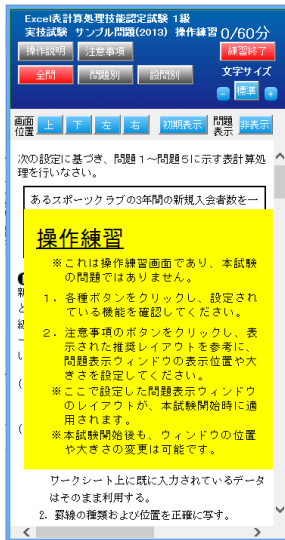 Excel表計算処理技能認定試験 1級
実技試験 サンプル問題(2013) 操作練習 0/60分
操作説明 注意事項 練習終了
全問 問題別 設問別 文字サイズ
- 標準 +
画面位置 上 下 左 右 初期表示 問題表示 非表示
次の設定に基づき、問題1～問題5に示す表計算処
理を行いなさい。
あるスポーツクラブの3年間の新規入会者数を一
操作練習
※これは操作練習画面であり、本試験
の問題ではありません。
1. 各種ボタンをクリックし、設定され
ている機能を確認してください。
2. 注意事項のボタンをクリックし、表
示された推奨レイアウトを参考に、
問題表示ウィンドウの表示位置や大
きさを設定してください。
※ここで設定した問題表示ウィンドウ
のレイアウトが、本試験開始時に適
用されます。
※本試験開始後も、ウィンドウの位置
や大きさの変更は可能です。
ワークシート上に既に入力されているデータ
はそのまま利用する。
2. 罫線の種類および位置を正確に写す。